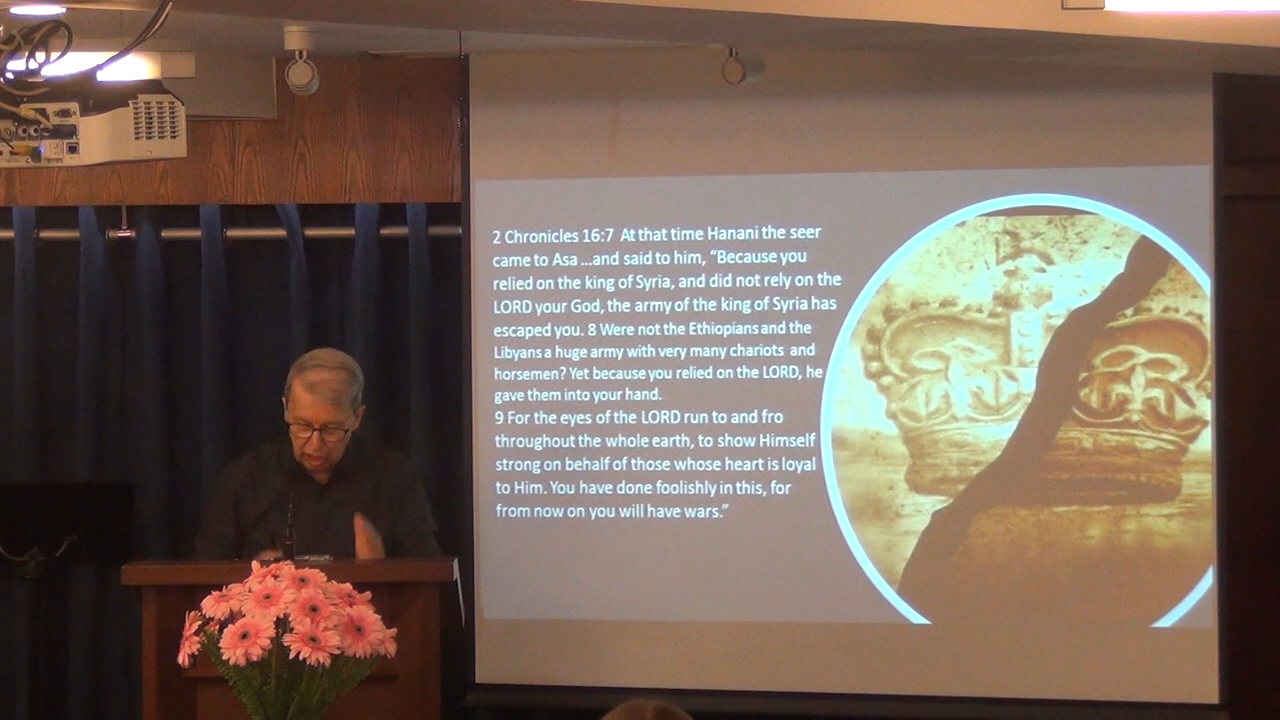 2 Chronicles 16:7 At that time Hanani the seer
came to Asa ...and said to him, “Because you
relied on the king of Syria, and did not rely on the
LORD your God, the army of the king of Syria has
escaped you. 8 Were not the Ethiopians and the
Libyans a huge army with very many chariots and
horsemen? Yet because you relied on the LORD, he
gave them into your hand.
9 For the eyes of the LORD run to and fro
throughout the whole earth, to show Himself
strong on behalf of those whose heart is loyal
to Him. You have done foolishly in this, for
from now on you will have wars.”